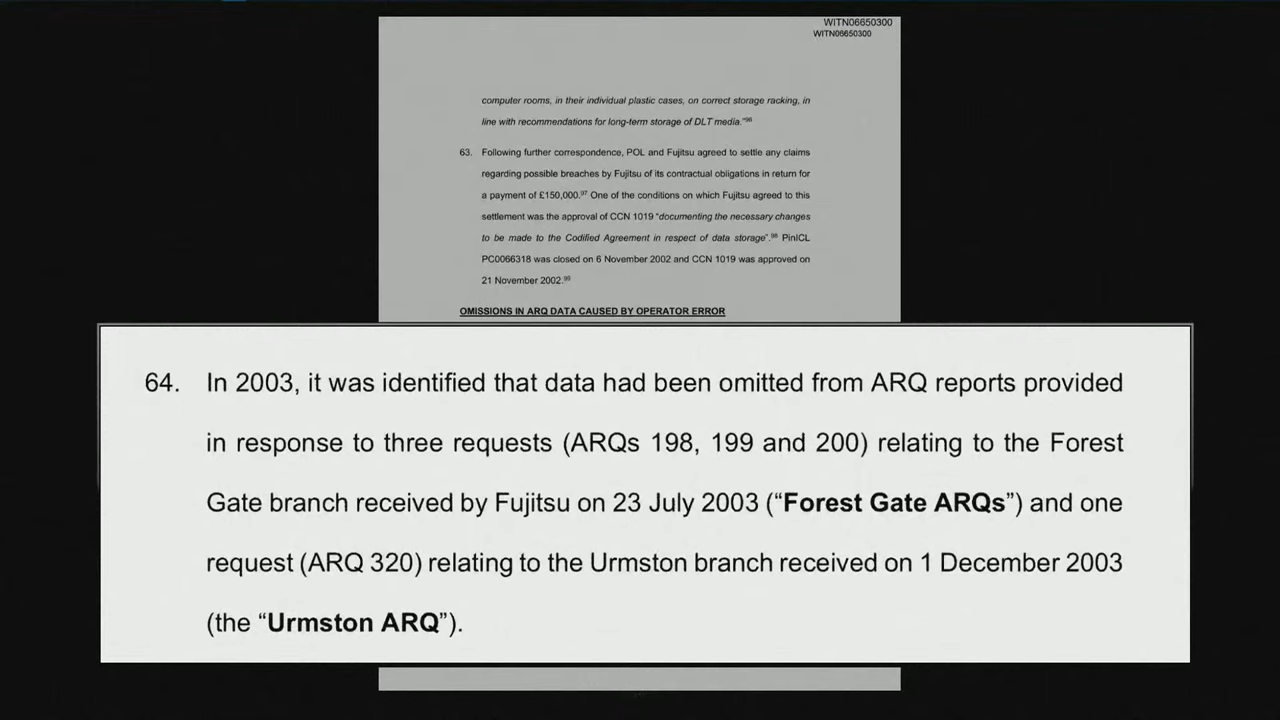 WITN06650300
WITN06650300
computer rooms, in their individual plastic cases, on correct storage racking, in
line with recommendations for long-term storage of DLT media."⁹⁶
63. Following further correspondence, POL and Fujitsu agreed to settle any claims
regarding possible breaches by Fujitsu of its contractual obligations in return for
a payment of £150,000.⁹⁷ One of the conditions on which Fujitsu agreed to this
settlement was the approval of CCN 1019 "documenting the necessary changes
to be made to the Codified Agreement in respect of data storage".⁹⁸ PinICL
PC0066318 was closed on 6 November 2002 and CCN 1019 was approved on
21 November 2002.⁹⁹
OMISSIONS IN ARQ DATA CAUSED BY OPERATOR ERROR
64. In 2003, it was identified that data had been omitted from ARQ reports provided
in response to three requests (ARQs 198, 199 and 200) relating to the Forest
Gate branch received by Fujitsu on 23 July 2003 (“Forest Gate ARQs”) and one
request (ARQ 320) relating to the Urmston branch received on 1 December 2003
(the “Urmston ARQ”).